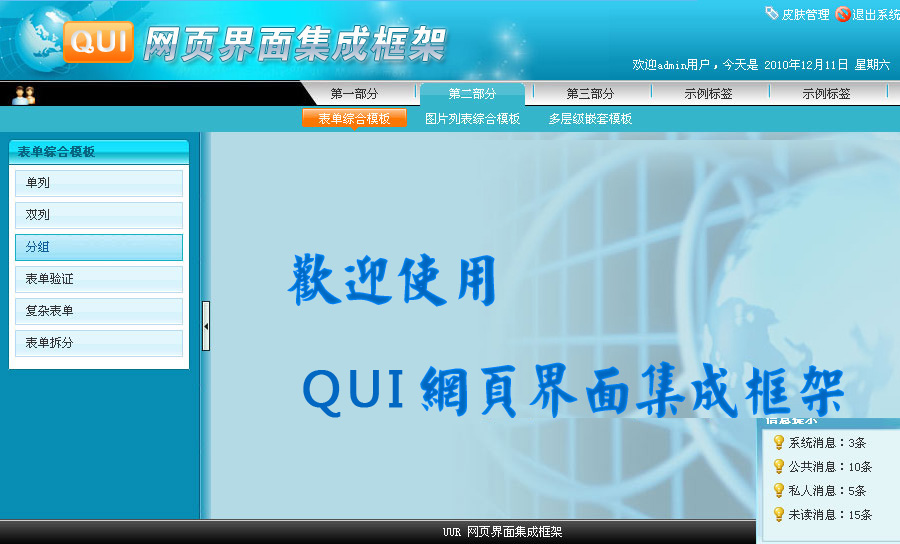 皮肤管理 退出系统
QUI 网页界面集成框架
欢迎admin用户，今天是 2010年12月11日 星期六
第一部分 第二部分 第三部分 示例标签 示例标签
表单综合模板 图片列表综合模板 多层级嵌套模板
表单综合模板
单列
双列
分组
表单验证
复杂表单
表单拆分
歡迎使用
QUI 網頁界面集成框架
信息提示
系统消息：3条
公共消息：10条
私人消息：5条
未读消息：15条
UUR 网页界面集成框架